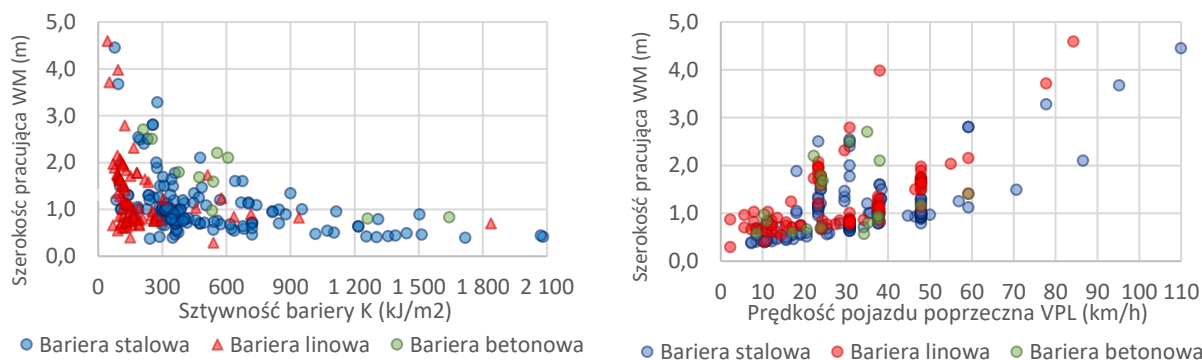 Szerokość pracująca WM (m)
5,0
4,0
3,0
2,0
1,0
0,0
0 300 600 900 1 200 1 500 1 800 2 100
Sztywność bariery K (kJ/m2)
Bariera stalowa Bariera linowa Bariera betonowa
Szerokość pracująca WM (m)
5,0
4,0
3,0
2,0
1,0
0,0
0 10 20 30 40 50 60 70 80 90 100 110
Prędkość pojazdu poprzeczna VPL (km/h)
Bariera stalowa Bariera linowa Bariera betonowa